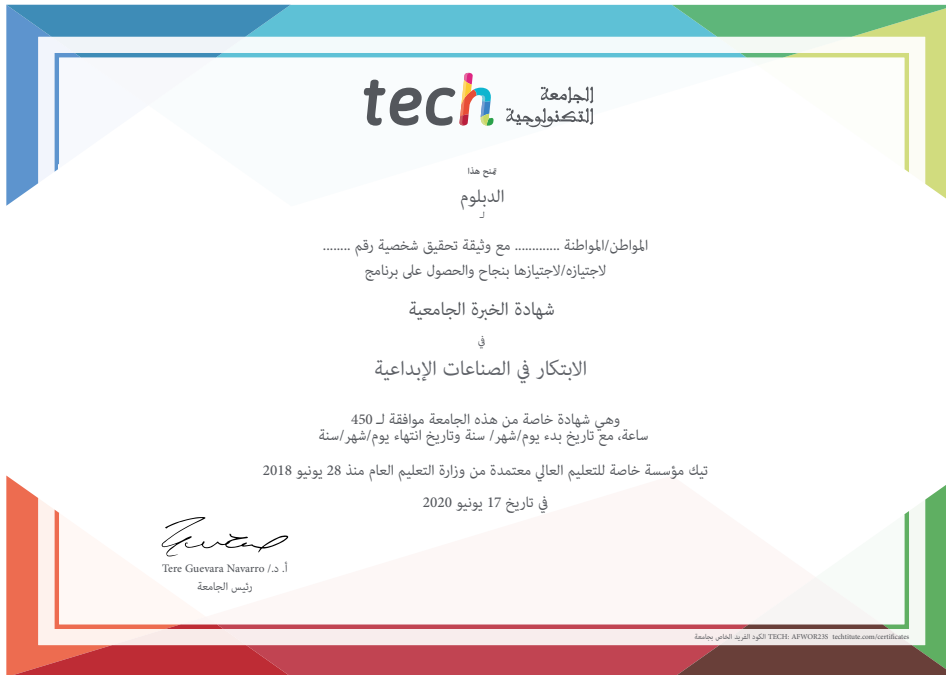 tech الجامعة
التكنولوجية
يمنح هذا
الدبلوم
لـ
المواطن/المواطنة ............ مع وثيقة تحقيق شخصية رقم ........
لاجتيازه/لاجتيازها بنجاح والحصول على برنامج
شهادة الخبرة الجامعية
في
الابتكار في الصناعات الإبداعية
وهي شهادة خاصة من هذه الجامعة موافقة لـ 450
ساعة، مع تاريخ بدء يوم/شهر/ سنة وتاريخ انتهاء يوم/شهر/سنة
تيك مؤسسة خاصة للتعليم العالي معتمدة من وزارة التعليم العام منذ 28 يونيو 2018
في تاريخ 17 يونيو 2020
أ. د./ Tere Guevara Navarro
رئيس الجامعة
الكود الفريد الخاص بجامعة TECH: AFWOR23S techtitute.com/certificates